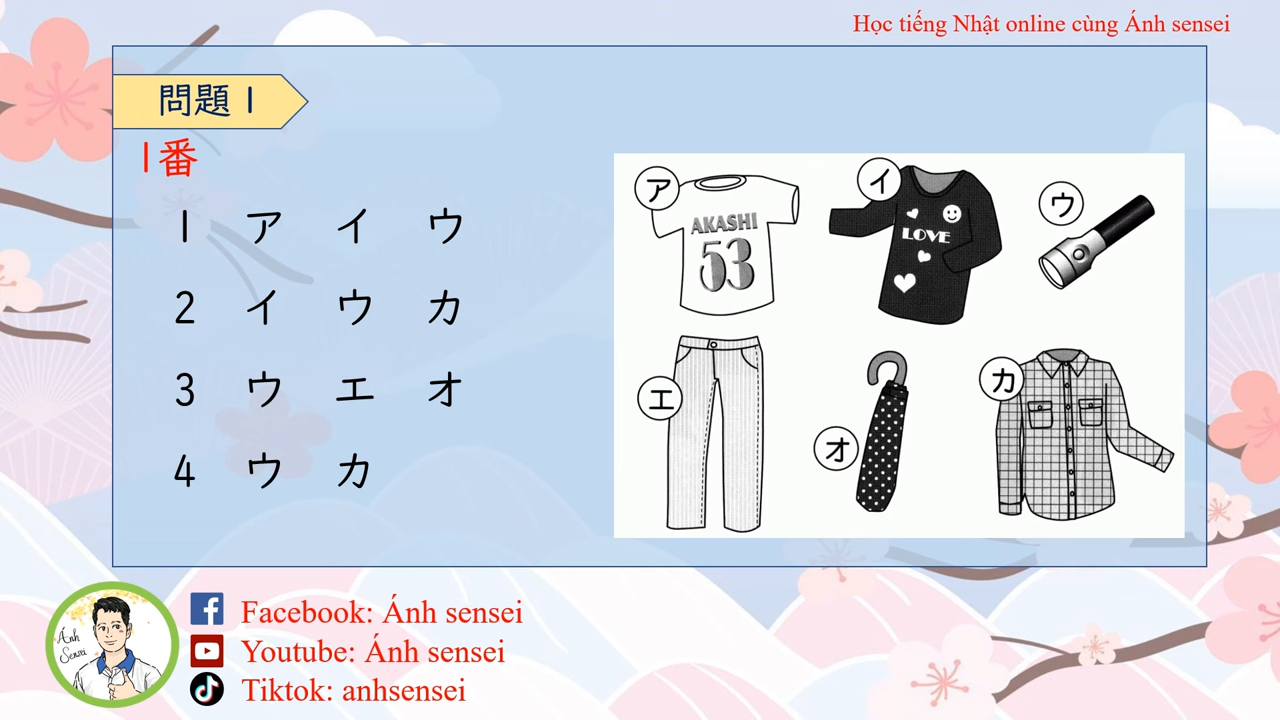 Học tiếng Nhật online cùng Ánh sensei
問題 1
1番
1 ア イ ウ
2 イ ウ カ
3 ウ エ オ
4 ウ カ
ア
AKASHI
53
イ
LOVE
ウ
エ
オ
カ
Ánh
Sensei
Facebook: Ánh sensei
Youtube: Ánh sensei
Tiktok: anhsensei